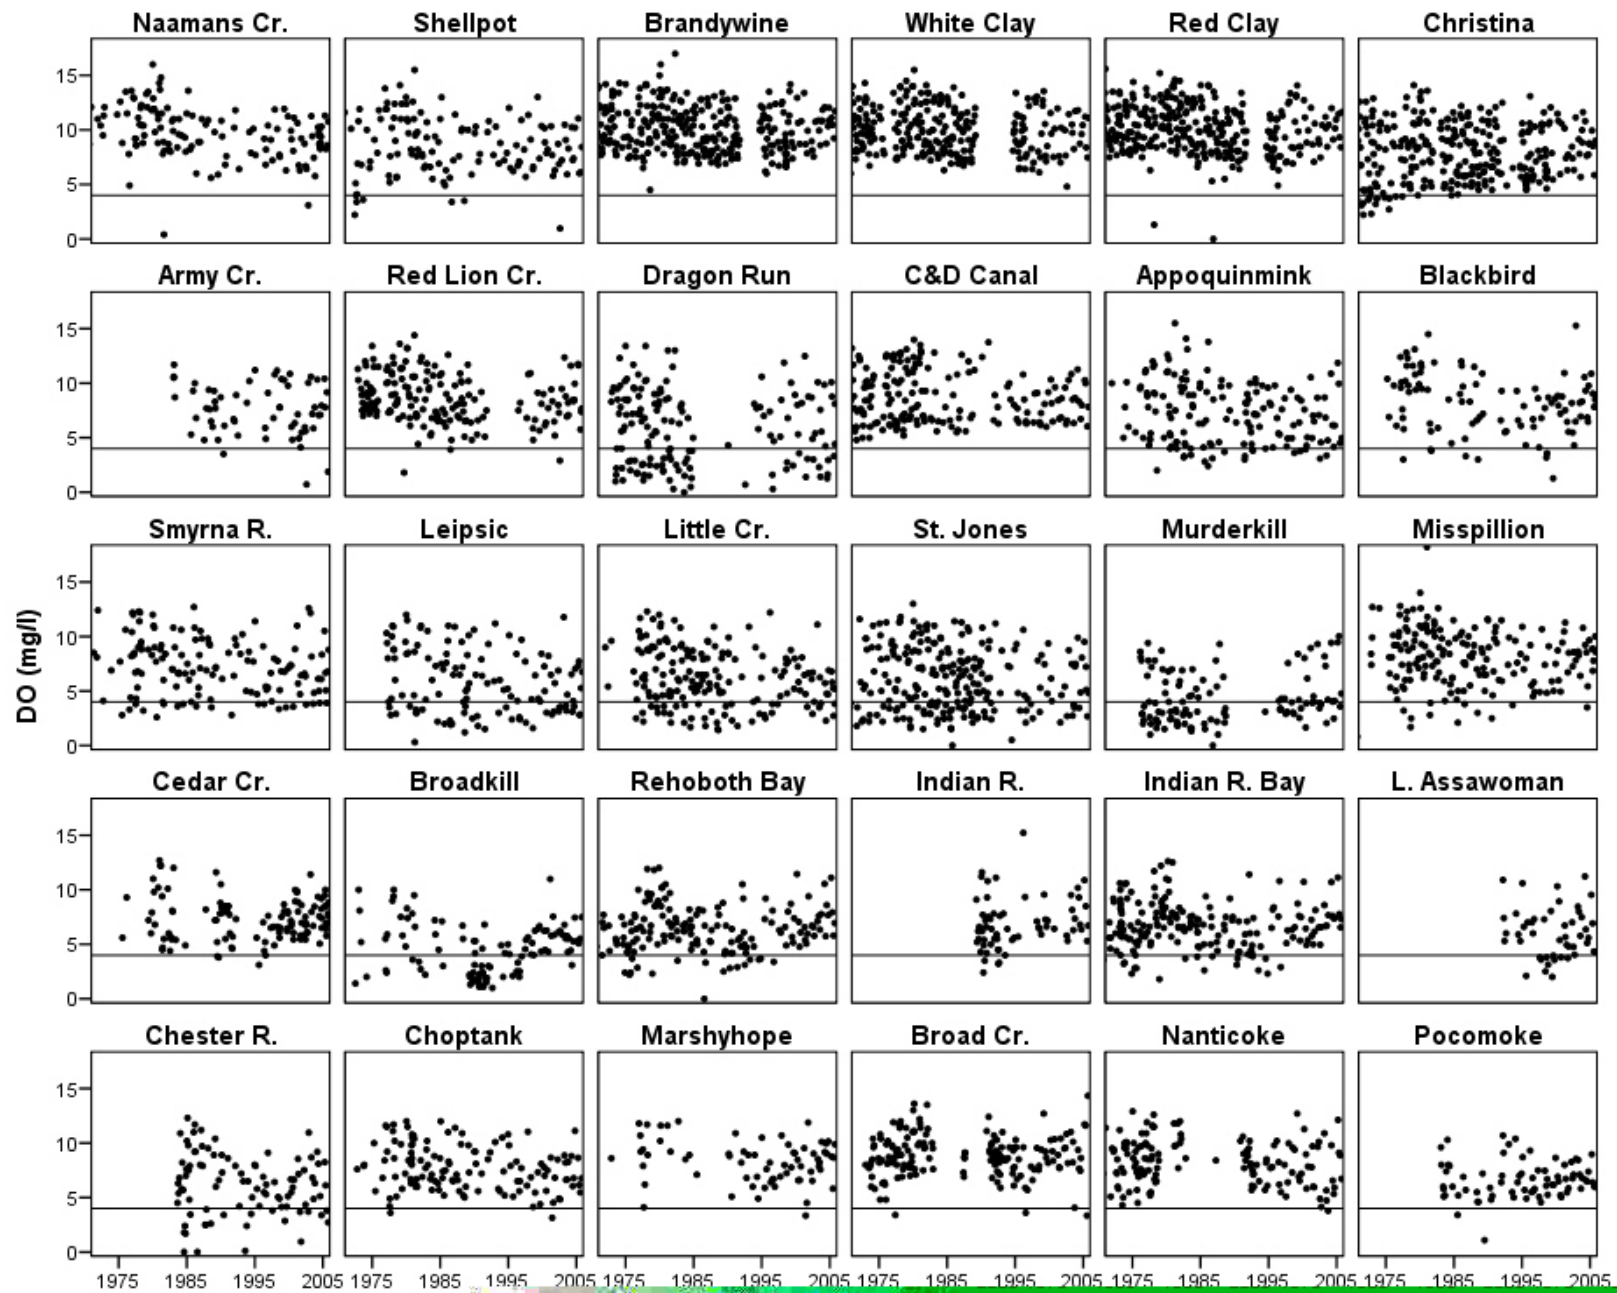 Naamans Cr. Shellpot Brandywine White Clay Red Clay Christina
15
10
5
0
Army Cr. Red Lion Cr. Dragon Run C&D Canal Appoquinmink Blackbird
15
10
5
0
Smyrna R. Leipsic Little Cr. St. Jones Murderkill Misspillion
DO (mg/l)
15
10
5
0
Cedar Cr. Broadkill Rehoboth Bay Indian R. Indian R. Bay L. Assawoman
15
10
5
0
Chester R. Choptank Marshyhope Broad Cr. Nanticoke Pocomoke
15
10
5
0
1975 1985 1995 2005 1975 1985 1995 2005 1975 1985 1995 2005 1975 1985 1995 2005 1975 1985 1995 2005 1975 1985 1995 2005